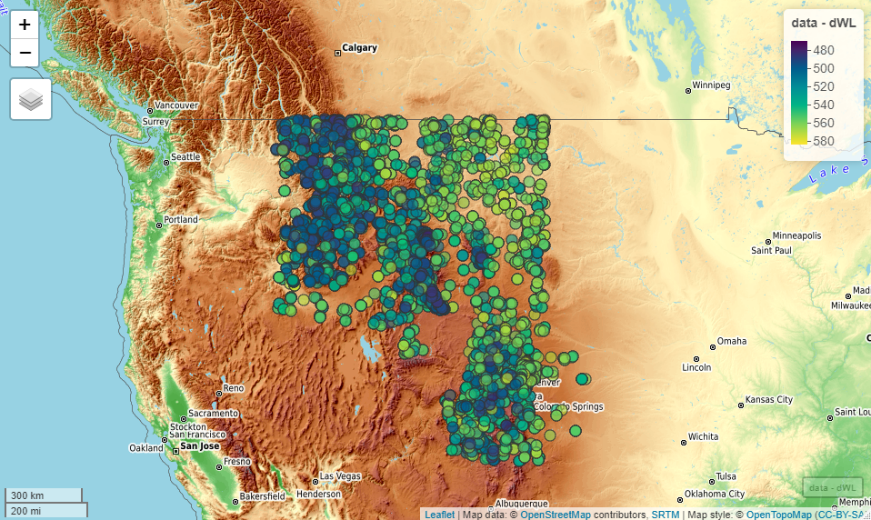 +
−
data - dWL
480
500
520
540
560
580
Calgary
Winnipeg
Vancouver
Surrey
Seattle
Lake
Portland
Minneapolis
Saint Paul
Milwaukee
Omaha
Lincoln
Reno
Colorado Springs
Kansas City
Sacramento
Stockton
San Francisco
Oakland
San Jose
Wichita
Fresno
Las Vegas
Henderson
Tulsa
Bakersfield
Oklahoma City
Albuquerque
data - dWL
300 km
200 mi
Leaflet | Map data: © OpenStreetMap contributors, SRTM | Map style: © OpenTopoMap (CC-BY-SA